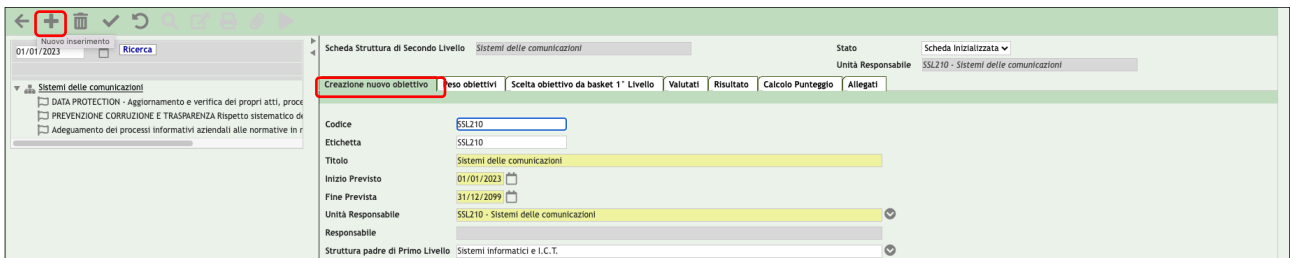 Nuovo inserimento
01/01/2023 Ricerca
Sistemi delle comunicazioni
DATA PROTECTION - Aggiornamento e verifica dei propri atti, proce
PREVENZIONE CORRUZIONE E TRASPARENZA Rispetto sistematico de
Adeguamento dei processi informativi aziendali alle normative in
Scheda Struttura di Secondo Livello Sistemi delle comunicazioni
Stato Scheda Inizializzata
Unità Responsabile SSL210 - Sistemi delle comunicazioni
Creazione nuovo obiettivo Peso obiettivi Scelta obiettivo da basket 1° Livello Valutati Risultato Calcolo Punteggio Allegati
Codice SSL210
Etichetta SSL210
Titolo Sistemi delle comunicazioni
Inizio Previsto 01/01/2023
Fine Prevista 31/12/2099
Unità Responsabile SSL210 - Sistemi delle comunicazioni
Responsabile
Struttura padre di Primo Livello Sistemi informatici e I.C.T.